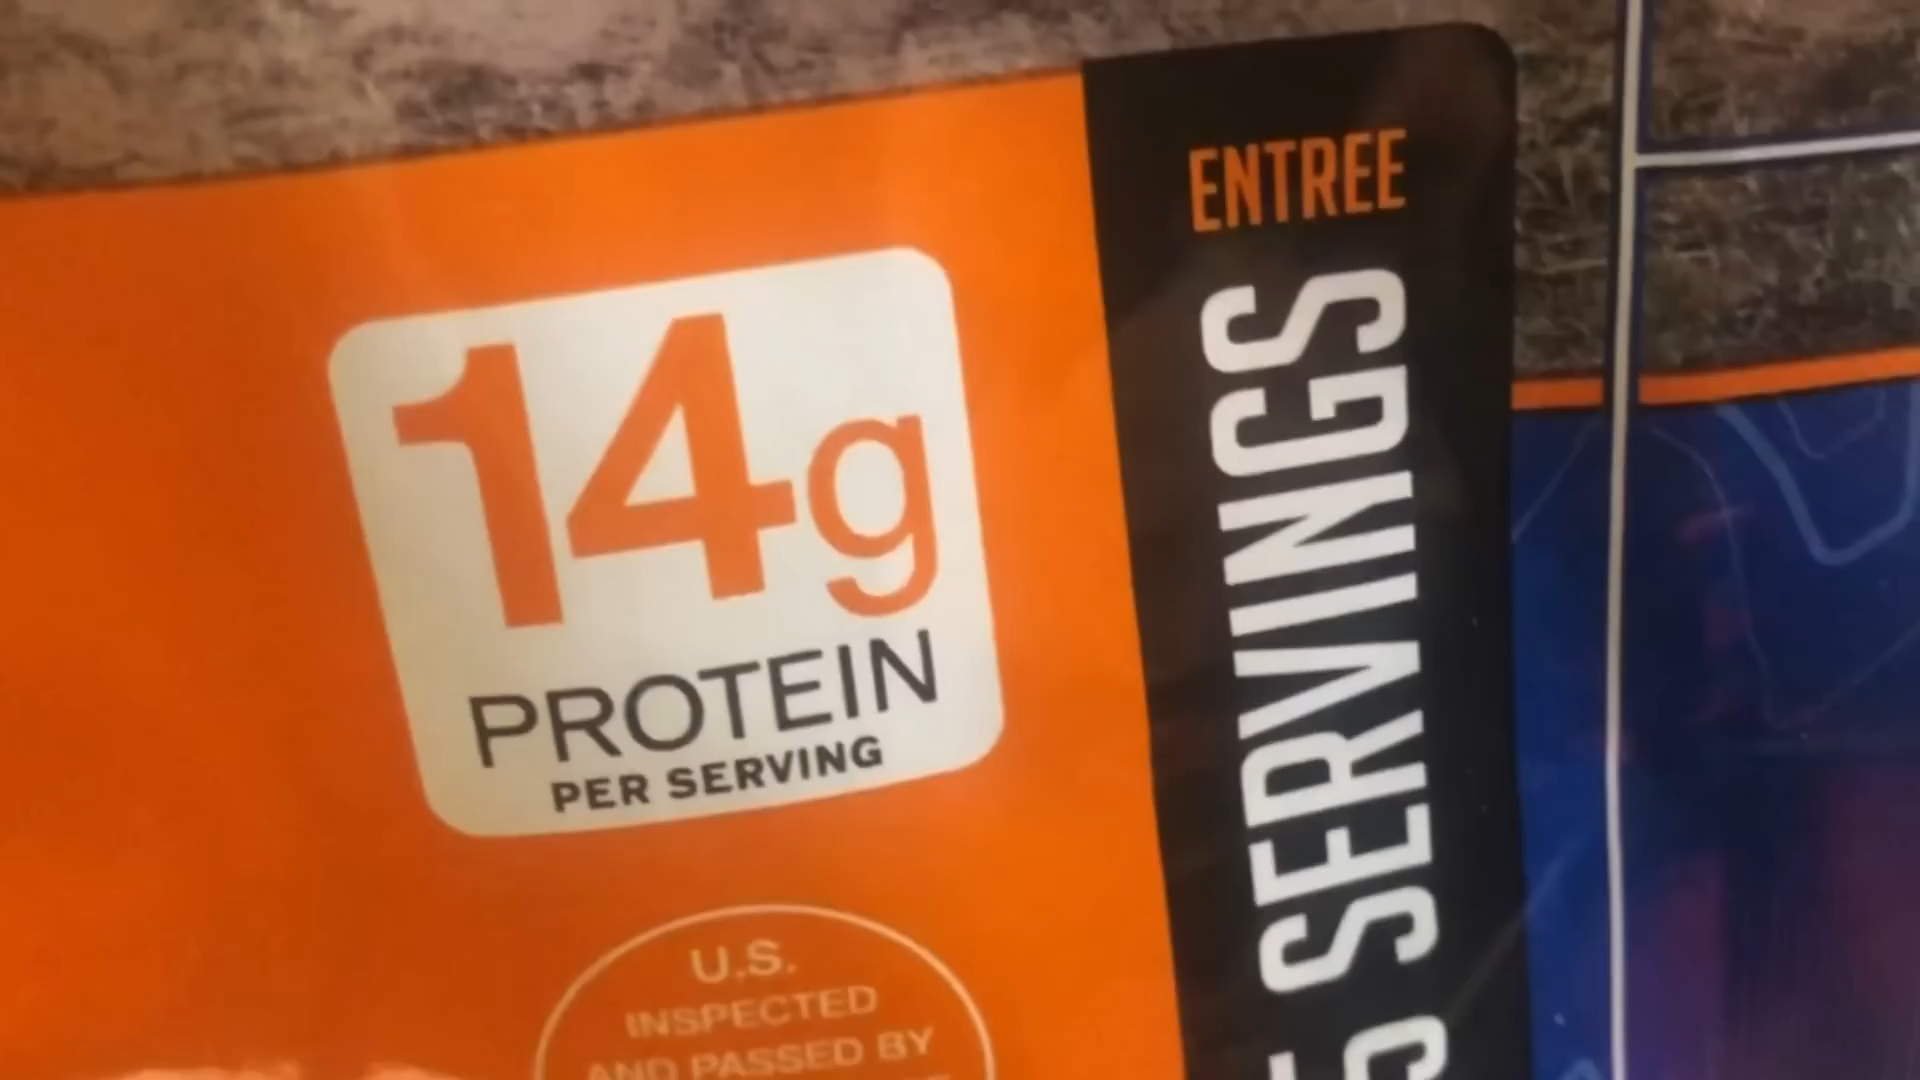 14g
PROTEIN
PER SERVING
U.S.
INSPECTED
AND PASSED BY
ENTREE
SERVINGS